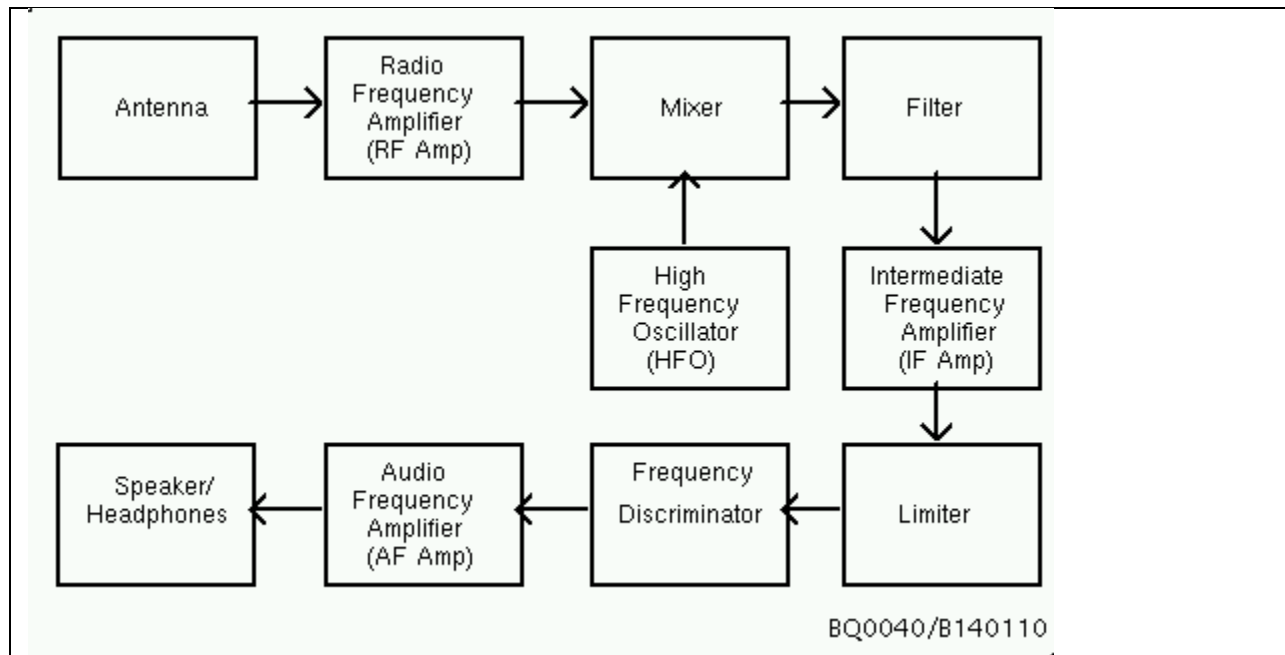 Antenna
Radio
Frequency
Amplifier
(RF Amp)
Mixer
Filter
High
Frequency
Oscillator
(HFO)
Intermediate
Frequency
Amplifier
(IF Amp)
Speaker/
Headphones
Audio
Frequency
Amplifier
(AF Amp)
Frequency
Discriminator
Limiter
BQ0040/B140110